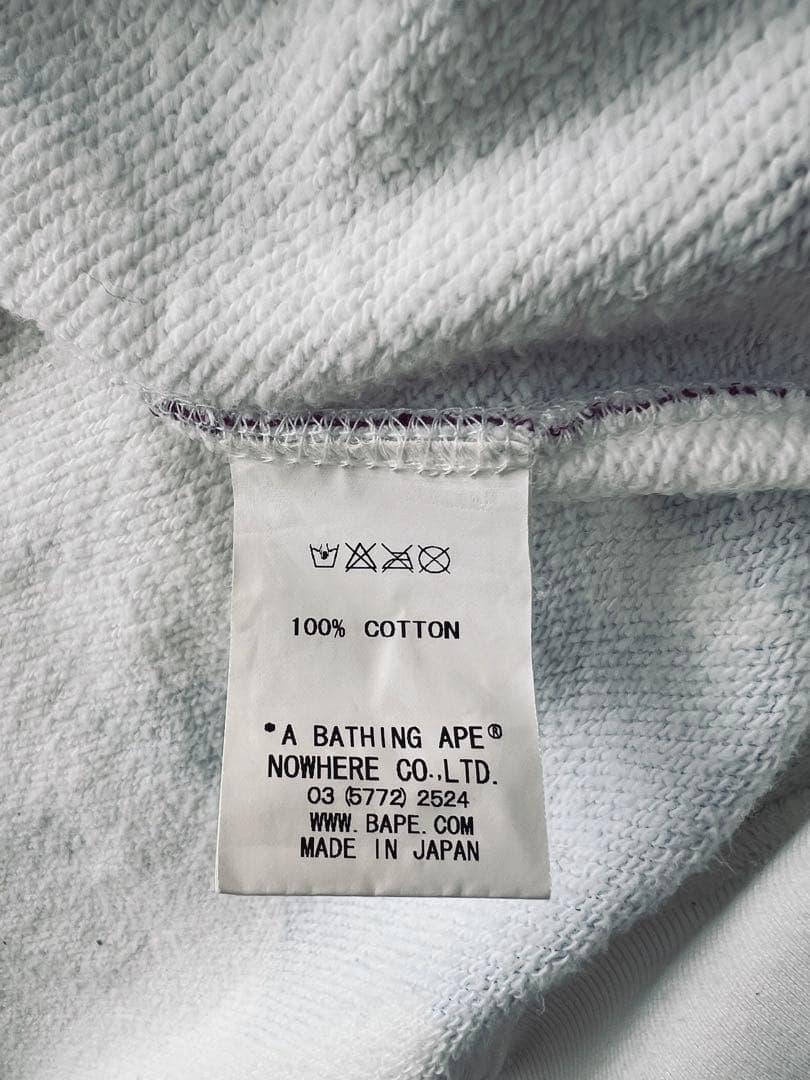 100% COTTON
*A BATHING APE®
NOWHERE CO.,LTD.
03 (5772) 2524
WWW. BAPE. COM
MADE IN JAPAN